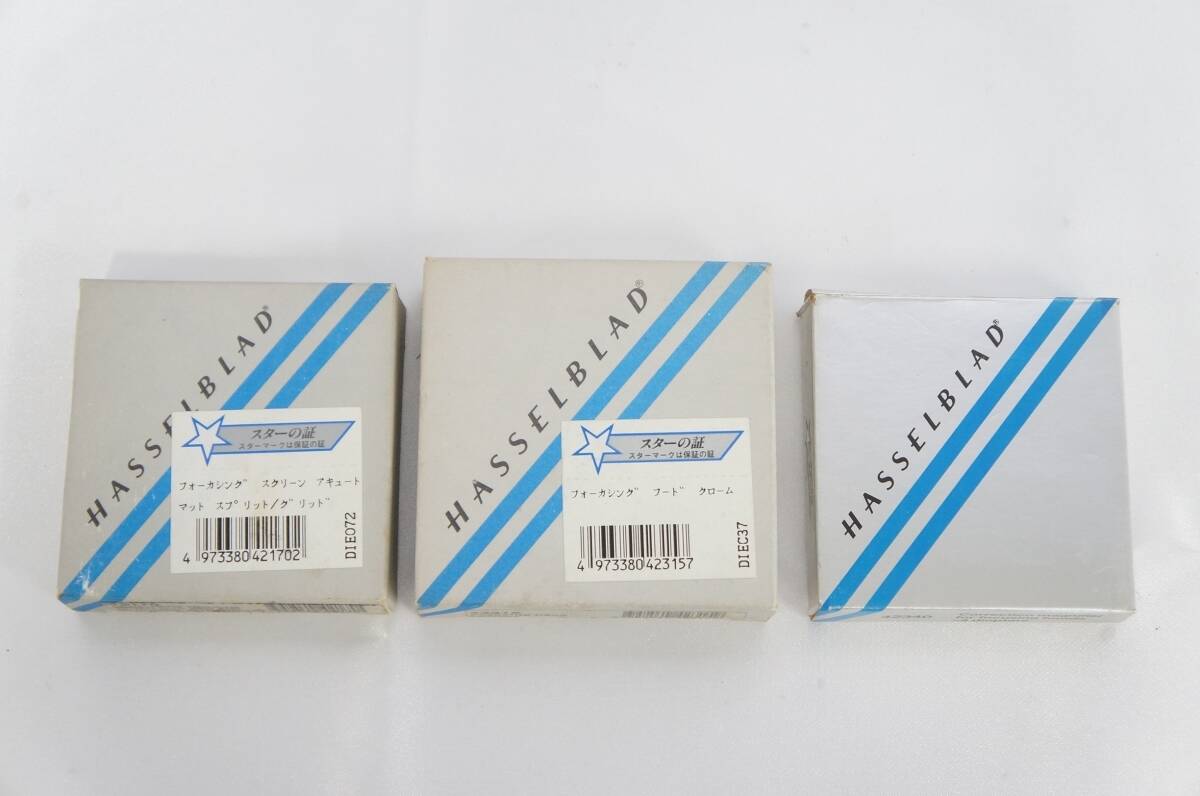 HASSELBLAD®
スターの証
スターマークは保証の証
フォーカシング゛ スクリーン アキュート
マット スフ゜リット/ク゛リット゛
4 973380 421702
DIE072
HASSELBLAD®
スターの証
スターマークは保証の証
フォーカシング゛ フート゛ クローム
4 973380 423157
DIEC37
HASSELBLAD®